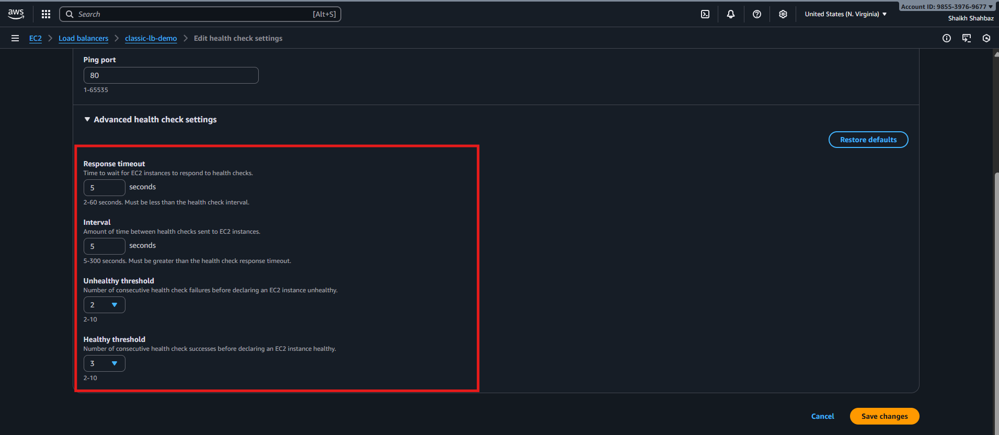 aws
Search [Alt+S]
United States (N. Virginia)
Account ID: 9855-3976-9677
Shaikh Shahbaz
EC2 > Load balancers > classic-lb-demo > Edit health check settings
Ping port
80
1-65535
Advanced health check settings
Restore defaults
Response timeout
Time to wait for EC2 instances to respond to health checks.
5 seconds
2-60 seconds. Must be less than the health check interval.
Interval
Amount of time between health checks sent to EC2 instances.
5 seconds
5-300 seconds. Must be greater than the health check response timeout.
Unhealthy threshold
Number of consecutive health check failures before declaring an EC2 instance unhealthy.
2
2-10
Healthy threshold
Number of consecutive health check successes before declaring an EC2 instance healthy.
3
2-10
Cancel
Save changes